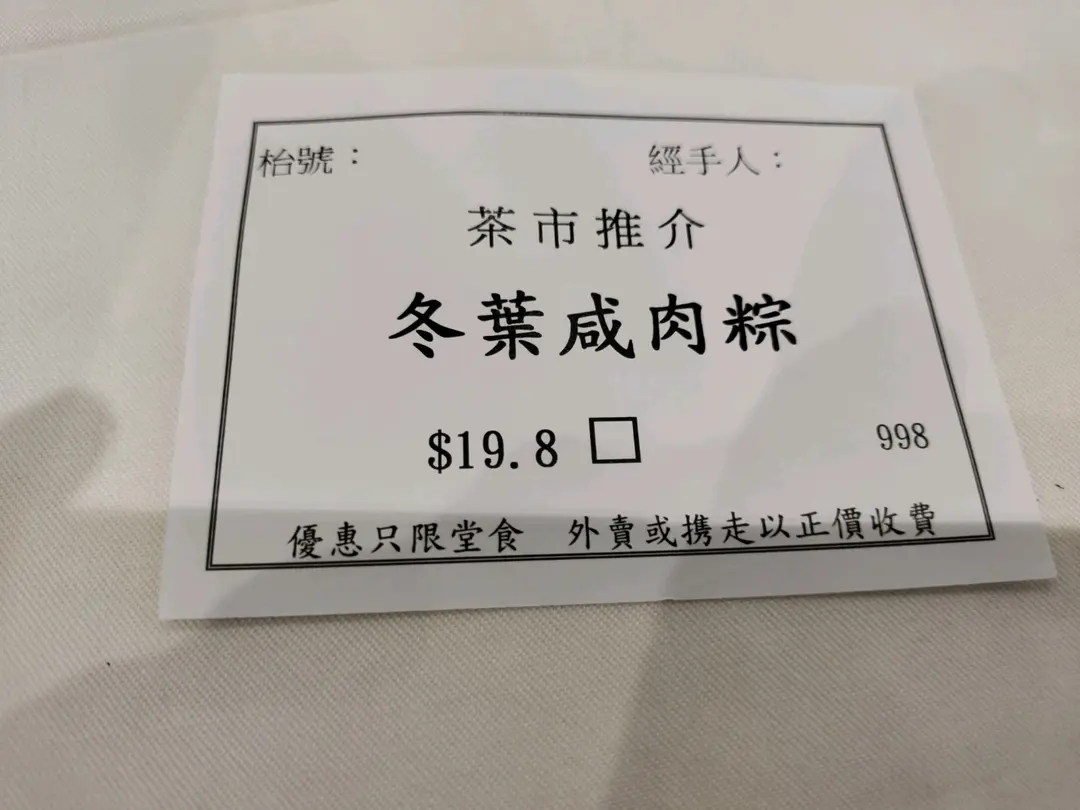 枱號： 經手人：
茶市推介
冬葉咸肉粽
$19.8 □ 998
優惠只限堂食 外賣或携走以正價收費